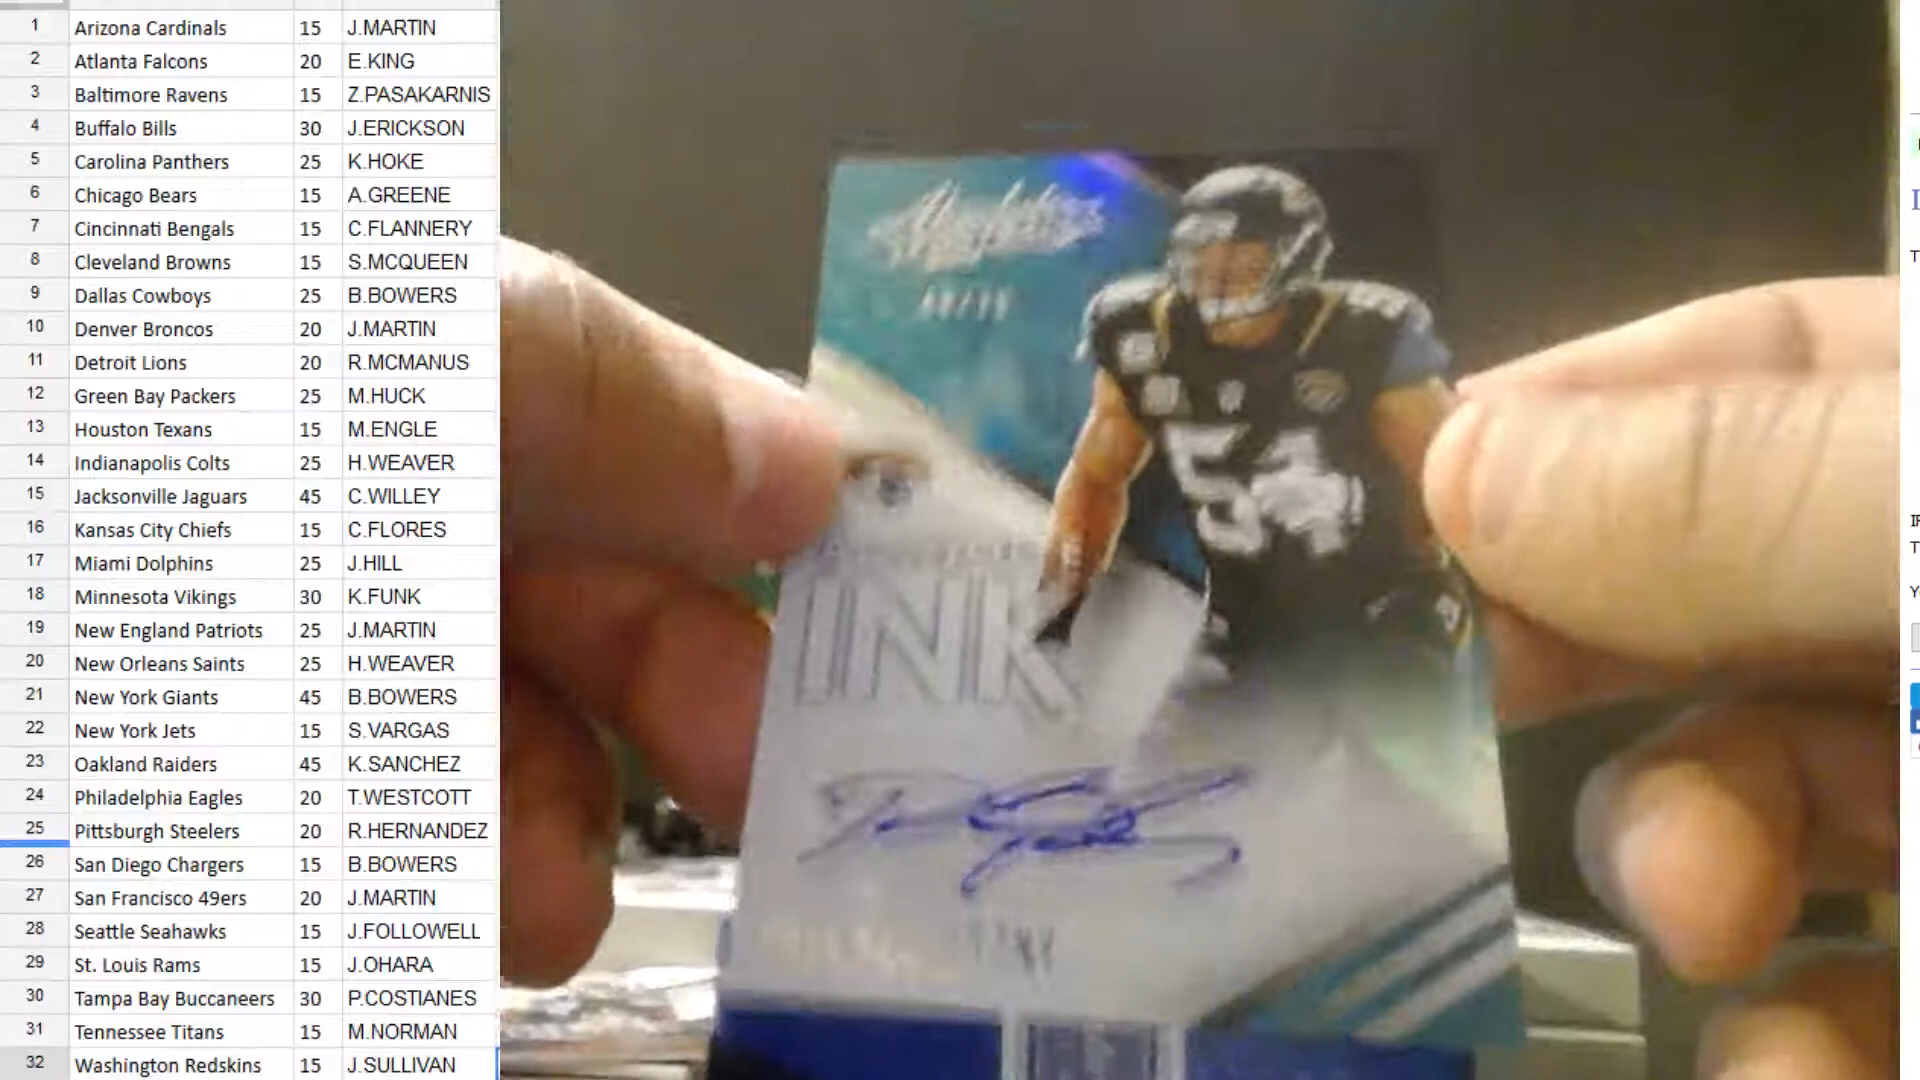 1 Arizona Cardinals 15 J.MARTIN
2 Atlanta Falcons 20 E.KING
3 Baltimore Ravens 15 Z.PASAKARNIS
4 Buffalo Bills 30 J.ERICKSON
5 Carolina Panthers 25 K.HOKE
6 Chicago Bears 15 A.GREENE
7 Cincinnati Bengals 15 C.FLANNERY
8 Cleveland Browns 15 S.MCQUEEN
9 Dallas Cowboys 25 B.BOWERS
10 Denver Broncos 20 J.MARTIN
11 Detroit Lions 20 R.MCMANUS
12 Green Bay Packers 25 M.HUCK
13 Houston Texans 15 M.ENGLE
14 Indianapolis Colts 25 H.WEAVER
15 Jacksonville Jaguars 45 C.WILLEY
16 Kansas City Chiefs 15 C.FLORES
17 Miami Dolphins 25 J.HILL
18 Minnesota Vikings 30 K.FUNK
19 New England Patriots 25 J.MARTIN
20 New Orleans Saints 25 H.WEAVER
21 New York Giants 45 B.BOWERS
22 New York Jets 15 S.VARGAS
23 Oakland Raiders 45 K.SANCHEZ
24 Philadelphia Eagles 20 T.WESTCOTT
25 Pittsburgh Steelers 20 R.HERNANDEZ
26 San Diego Chargers 15 B.BOWERS
27 San Francisco 49ers 20 J.MARTIN
28 Seattle Seahawks 15 J.FOLLOWELL
29 St. Louis Rams 15 J.OHARA
30 Tampa Bay Buccaneers 30 P.COSTIANES
31 Tennessee Titans 15 M.NORMAN
32 Washington Redskins 15 J.SULLIVAN
54
INK